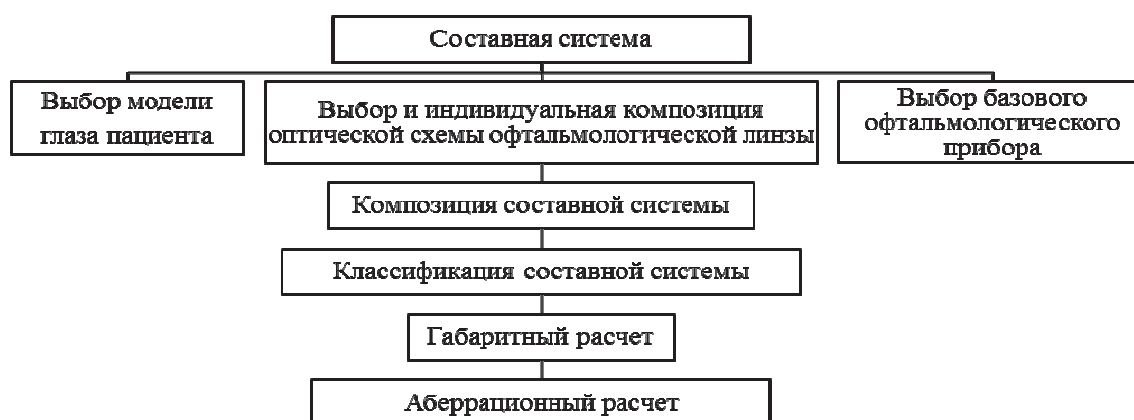 Составная система
Выбор модели
глаза пациента
Выбор и индивидуальная композиция
оптической схемы офтальмологической линзы
Выбор базового
офтальмологического
прибора
Композиция составной системы
Классификация составной системы
Габаритный расчет
Аберрационный расчет